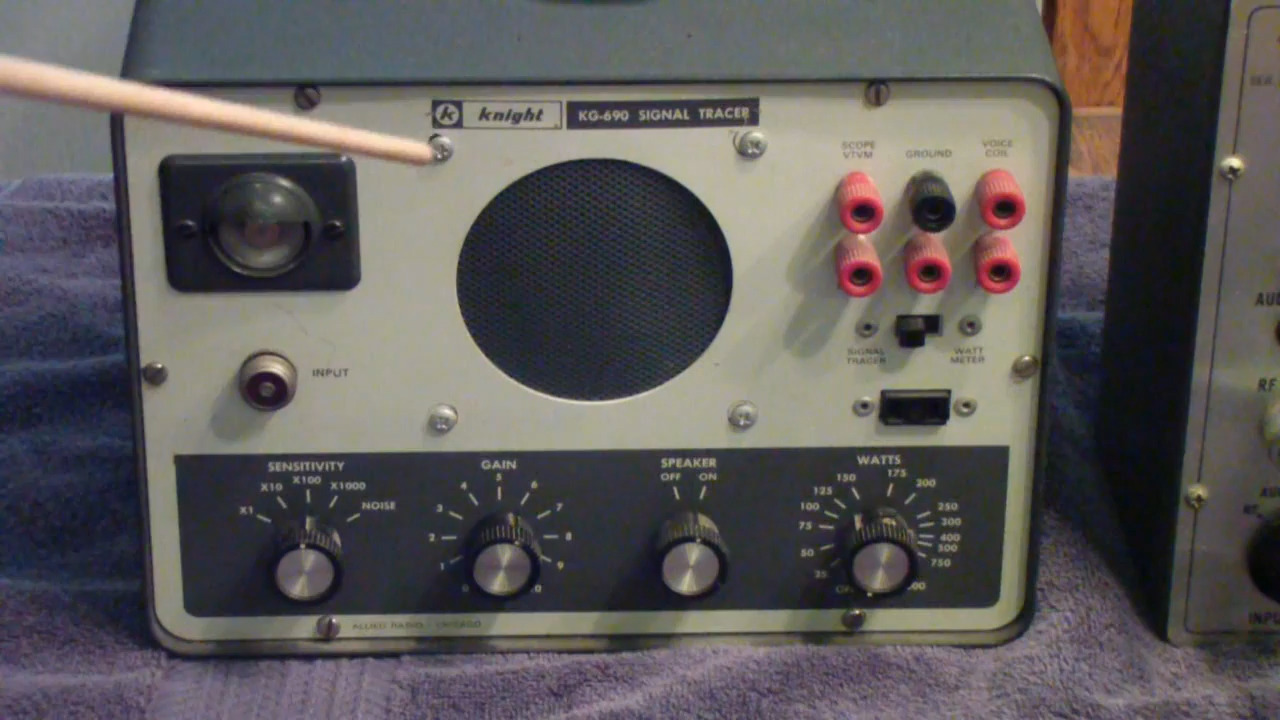 k knight KG-690 SIGNAL TRACER
SCOPE VTVM
GROUND
VOICE COIL
INPUT
SIGNAL TRACER
WATT METER
SENSITIVITY
X1 X10 X100 X1000 NOISE
GAIN
1 2 3 4 5 6 7 8 9
SPEAKER
OFF ON
WATTS
25 50 75 100 125 150 175 200 250 300 400 500 750
ALLIED RADIO - CHICAGO
RF